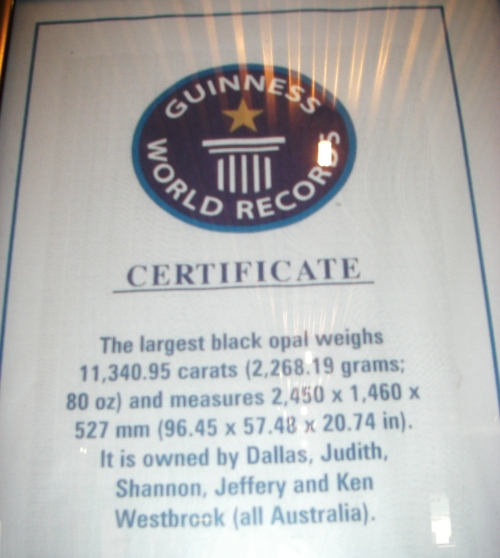 GUINNESS
WORLD RECORDS
CERTIFICATE
The largest black opal weighs
11,340.95 carats (2,268.19 grams;
80 oz) and measures 2,450 x 1,460 x
527 mm (96.45 x 57.48 x 20.74 in).
It is owned by Dallas, Judith,
Shannon, Jeffery and Ken
Westbrook (all Australia).